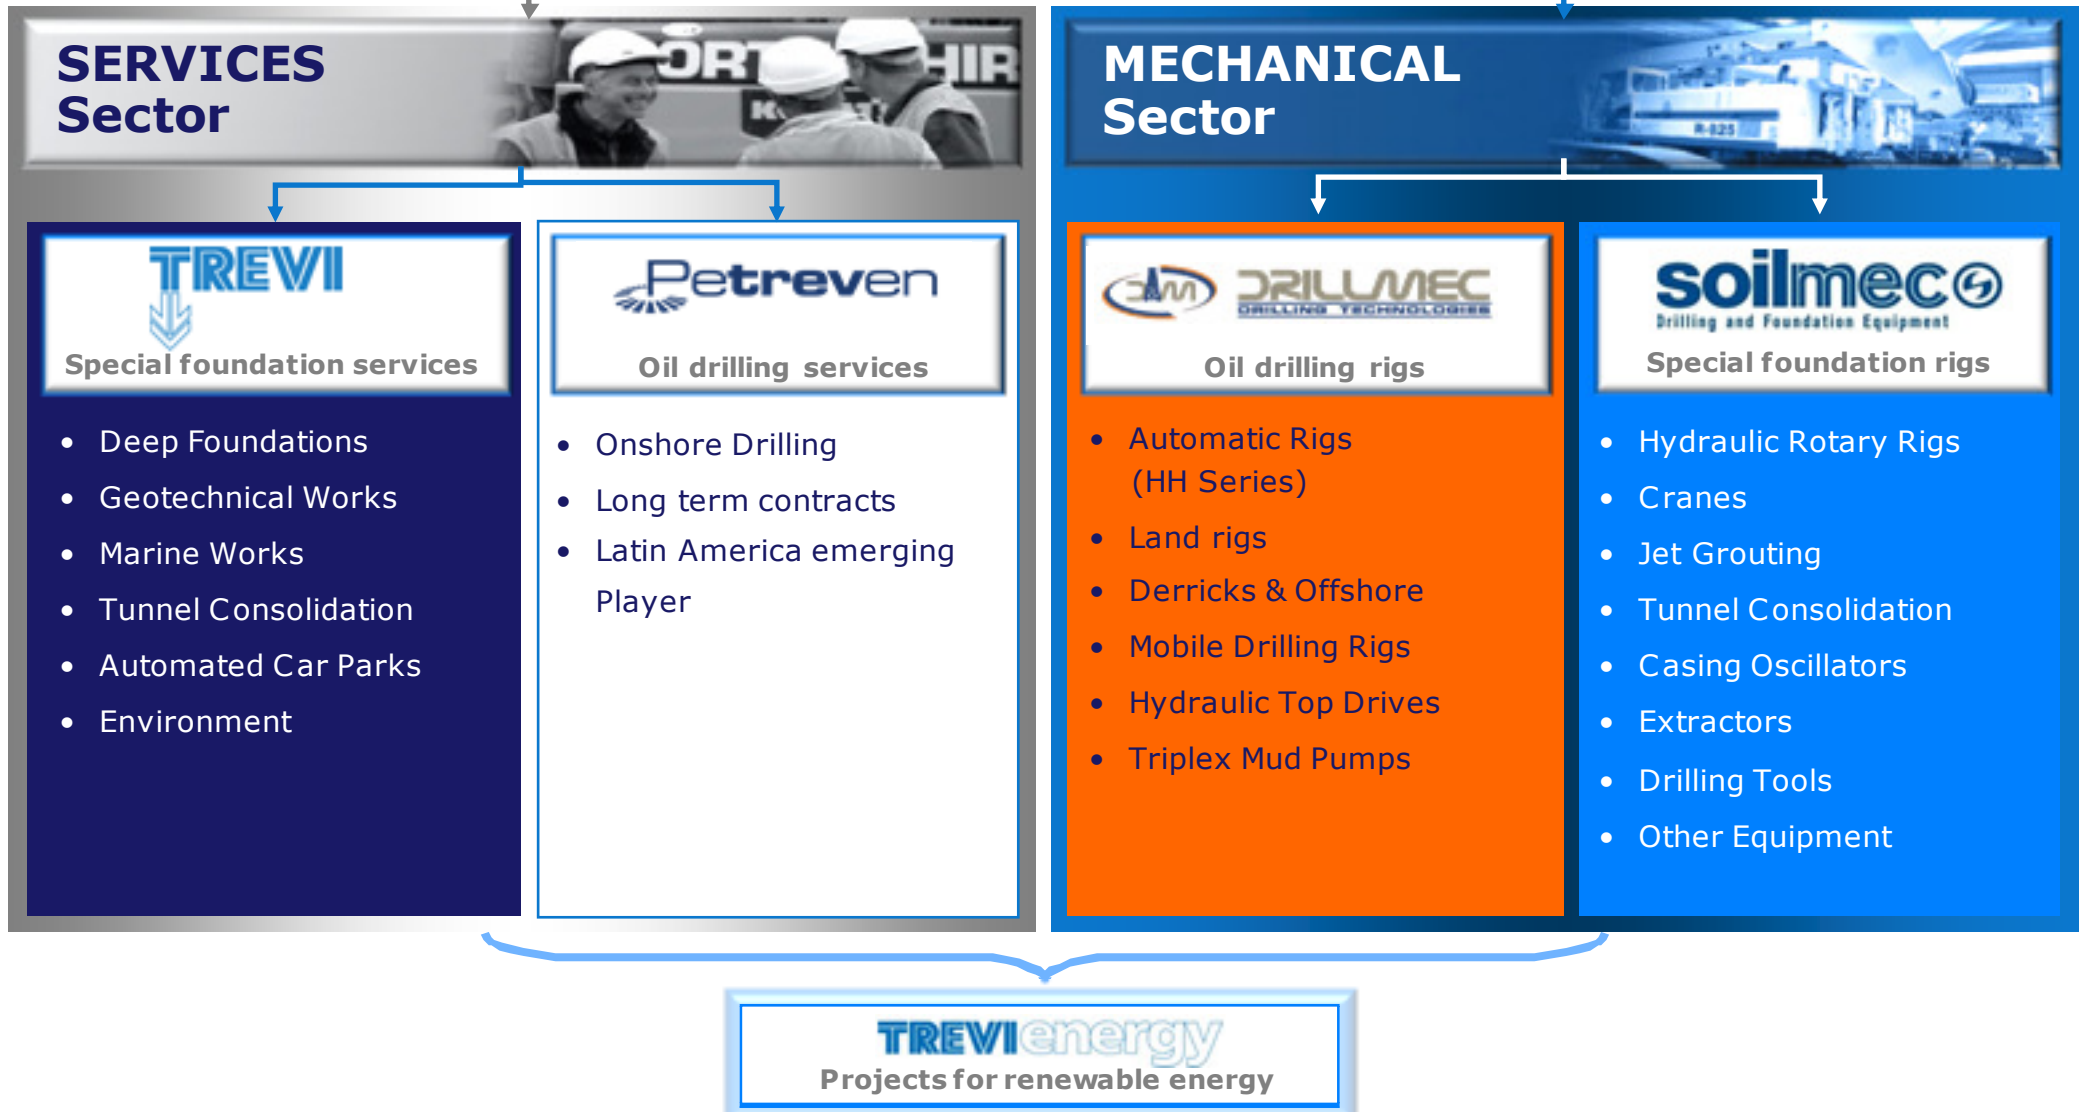 SERVICES
Sector
TREVI
Special foundation services
• Deep Foundations
• Geotechnical Works
• Marine Works
• Tunnel Consolidation
• Automated Car Parks
• Environment
Petreven
Oil drilling services
• Onshore Drilling
• Long term contracts
• Latin America emerging
Player
MECHANICAL
Sector
R-825
DRILLMEC
DRILLING TECHNOLOGIES
Oil drilling rigs
• Automatic Rigs
(HH Series)
• Land rigs
• Derricks & Offshore
• Mobile Drilling Rigs
• Hydraulic Top Drives
• Triplex Mud Pumps
soilmec
Drilling and Foundation Equipment
Special foundation rigs
• Hydraulic Rotary Rigs
• Cranes
• Jet Grouting
• Tunnel Consolidation
• Casing Oscillators
• Extractors
• Drilling Tools
• Other Equipment
TREVIenergy
Projects for renewable energy